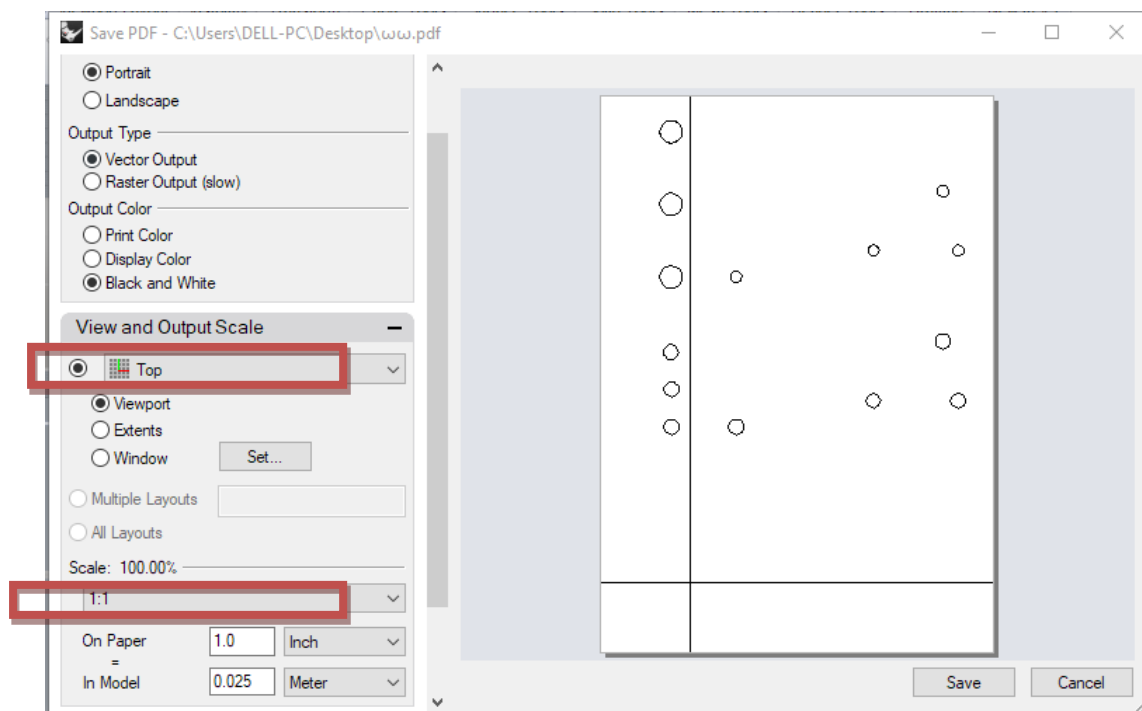 Save PDF - C:\Users\DELL-PC\Desktop\ωω.pdf
Portrait
Landscape
Output Type
Vector Output
Raster Output (slow)
Output Color
Print Color
Display Color
Black and White
View and Output Scale
Top
Viewport
Extents
Window Set...
Multiple Layouts
All Layouts
Scale: 100.00%
1:1
On Paper 1.0 Inch
=
In Model 0.025 Meter
Save Cancel